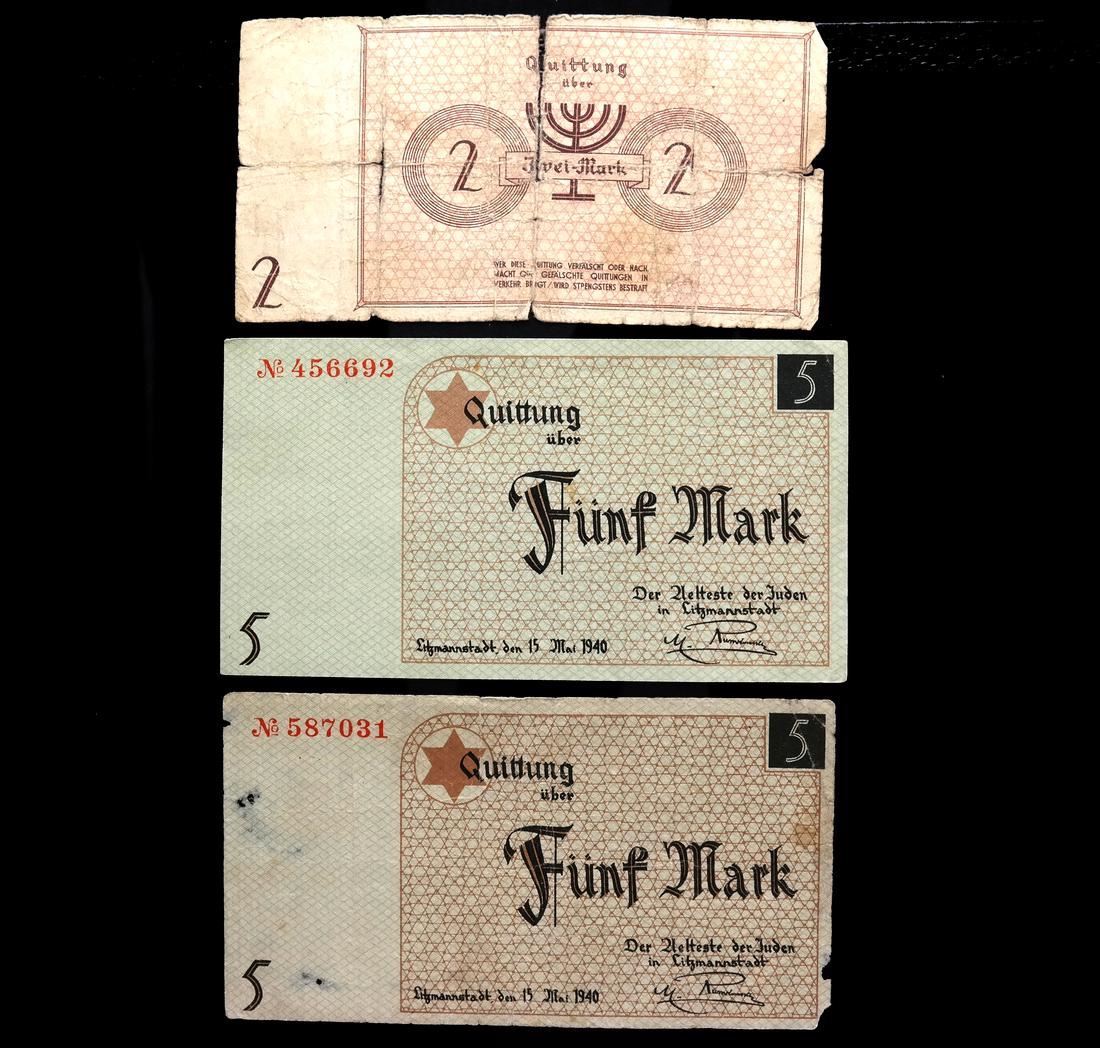 Quittung
über
2
Zwei-Mark
2
2
WER DIESE QUITTUNG VERFÄLSCHT ODER NACH
MACHT ODER GEFÄLSCHTE QUITTUNGEN IN
VERKEHR BRINGT/WIRD STRENGSTENS BESTRAFT
№ 456692
5
Quittung
über
Fünf Mark
Der Aelteste der Juden
in Litzmannstadt
Litzmannstadt, den 15 Mai 1940
5
№ 587031
5
Quittung
über
Fünf Mark
Der Aelteste der Juden
in Litzmannstadt
Litzmannstadt, den 15 Mai 1940
5